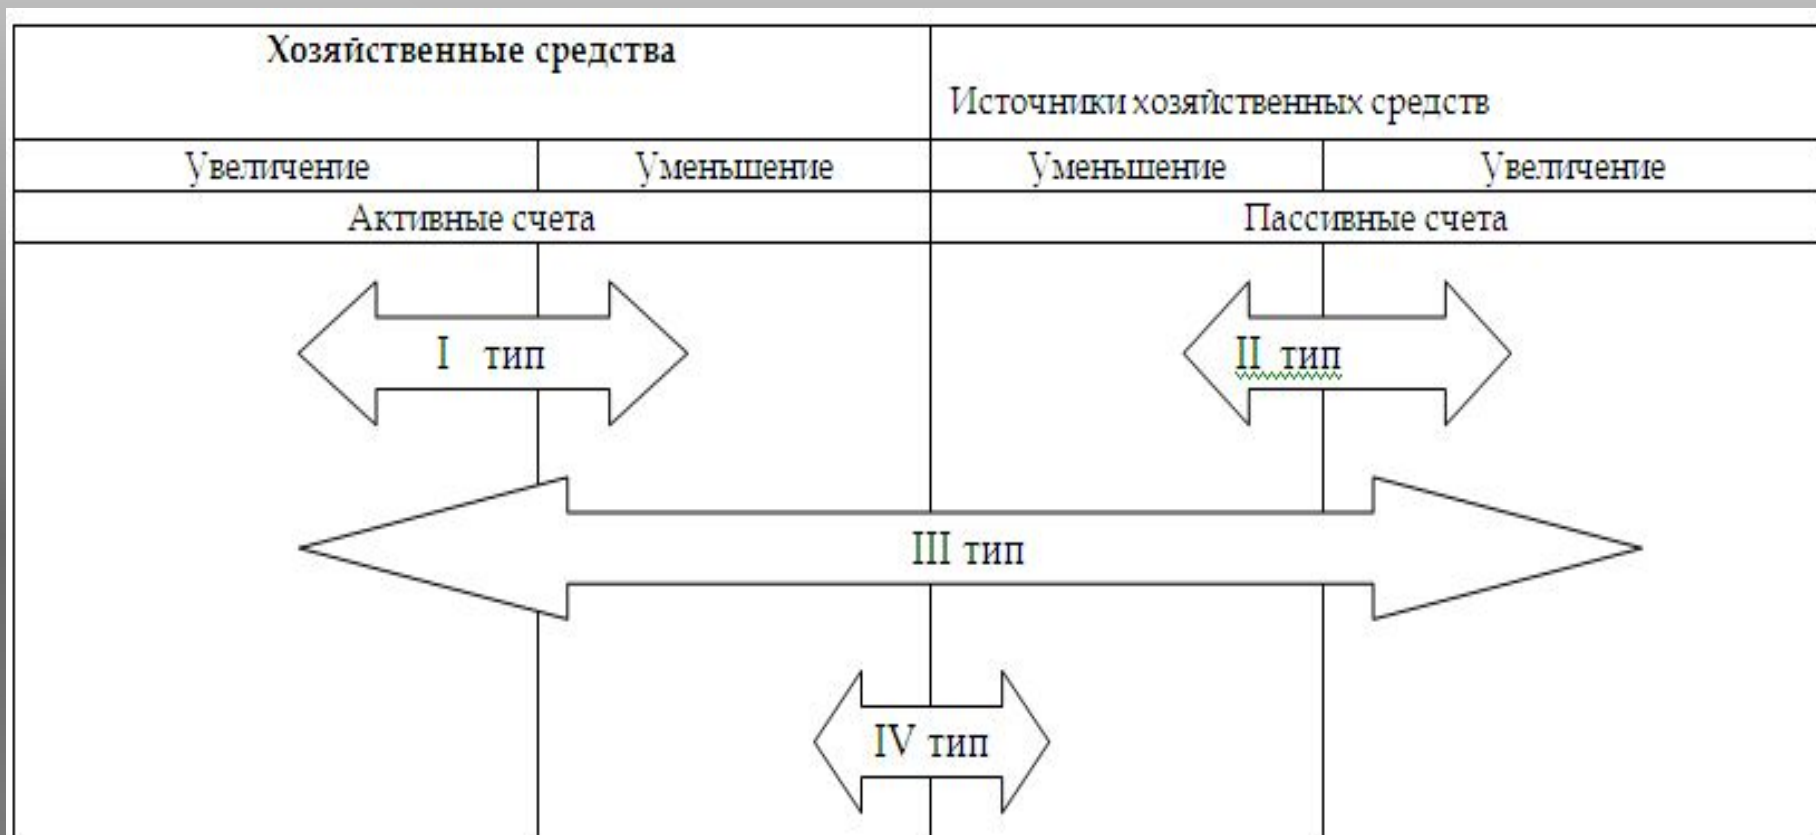 Хозяйственные средства
Источники хозяйственных средств
Увеличение Уменьшение Уменьшение Увеличение
Активные счета Пассивные счета
I тип II тип
III тип
IV тип